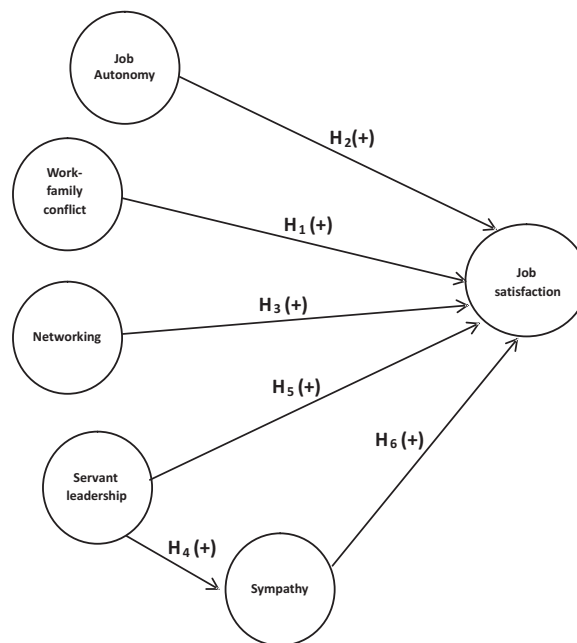 Job
Autonomy
H2(+)
Work-
family
conflict
H1 (+)
Job
satisfaction
Networking
H3 (+)
H5 (+)
H6 (+)
Servant
leadership
H4 (+)
Sympathy